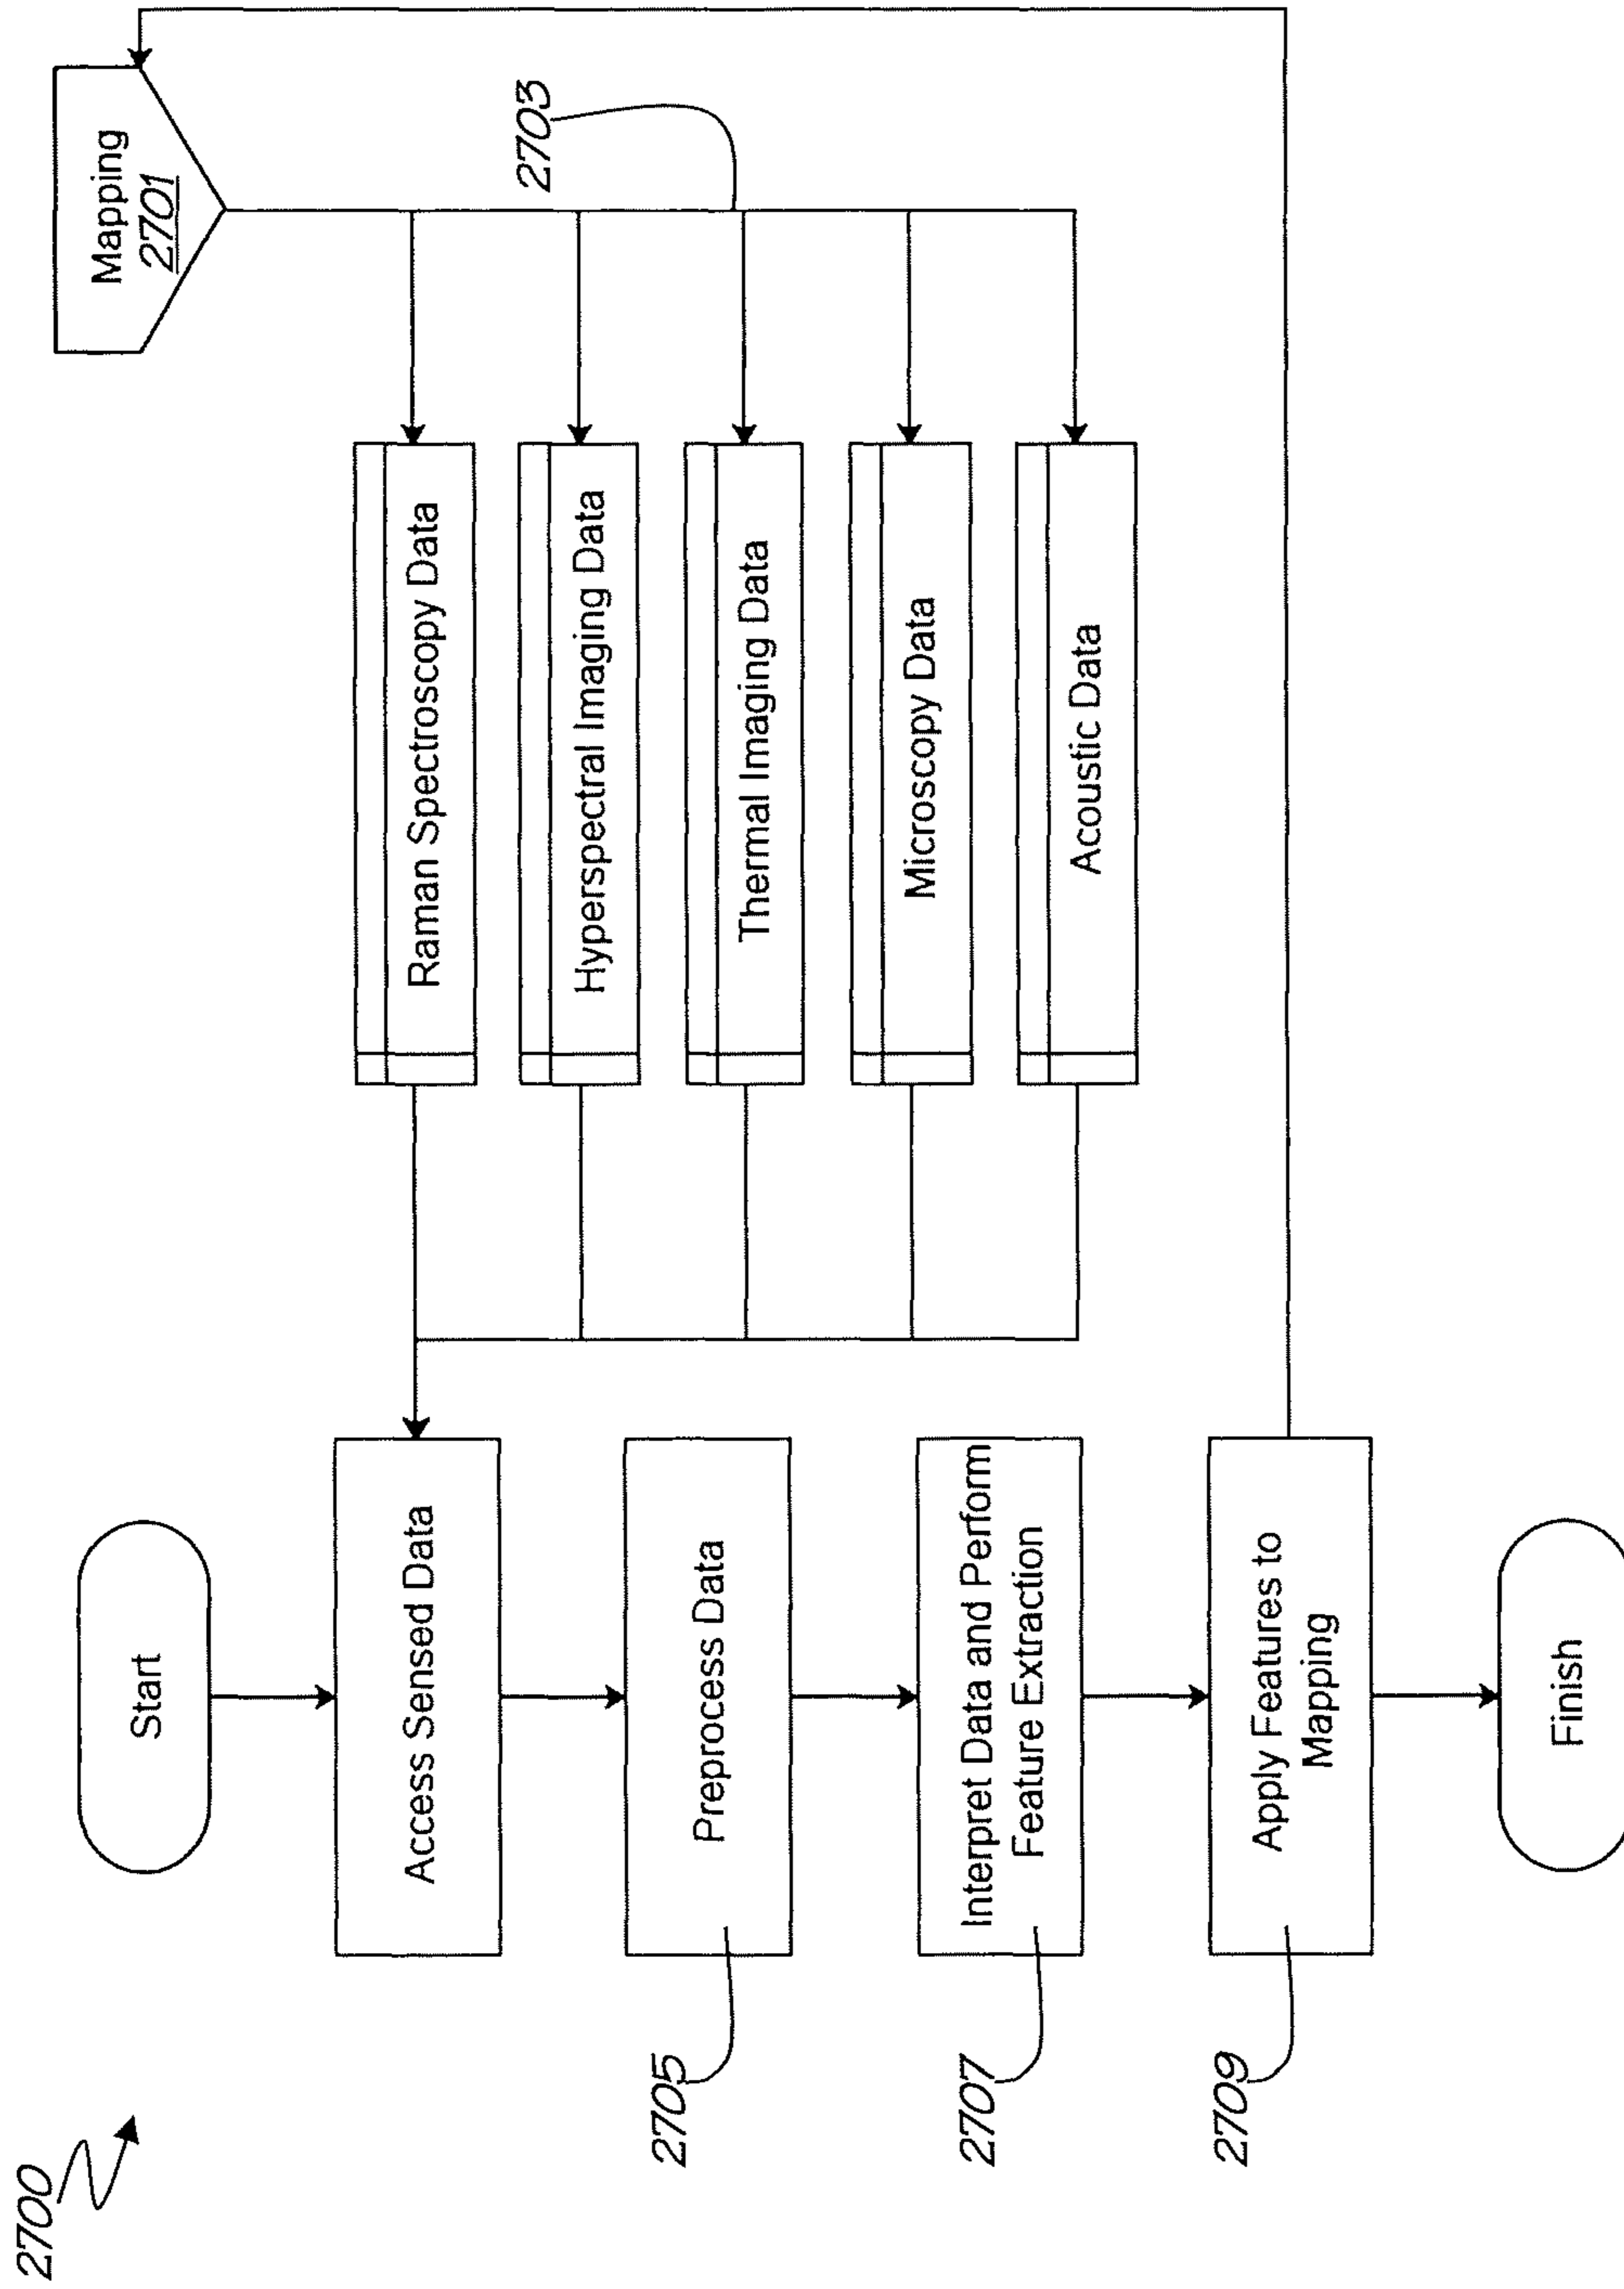 2700
Start
Access Sensed Data
Preprocess Data
2705
Interpret Data and Perform
Feature Extraction
2707
Apply Features to
Mapping
2709
Finish
Mapping
2701
2703
Raman Spectroscopy Data
Hyperspectral Imaging Data
Thermal Imaging Data
Microscopy Data
Acoustic Data